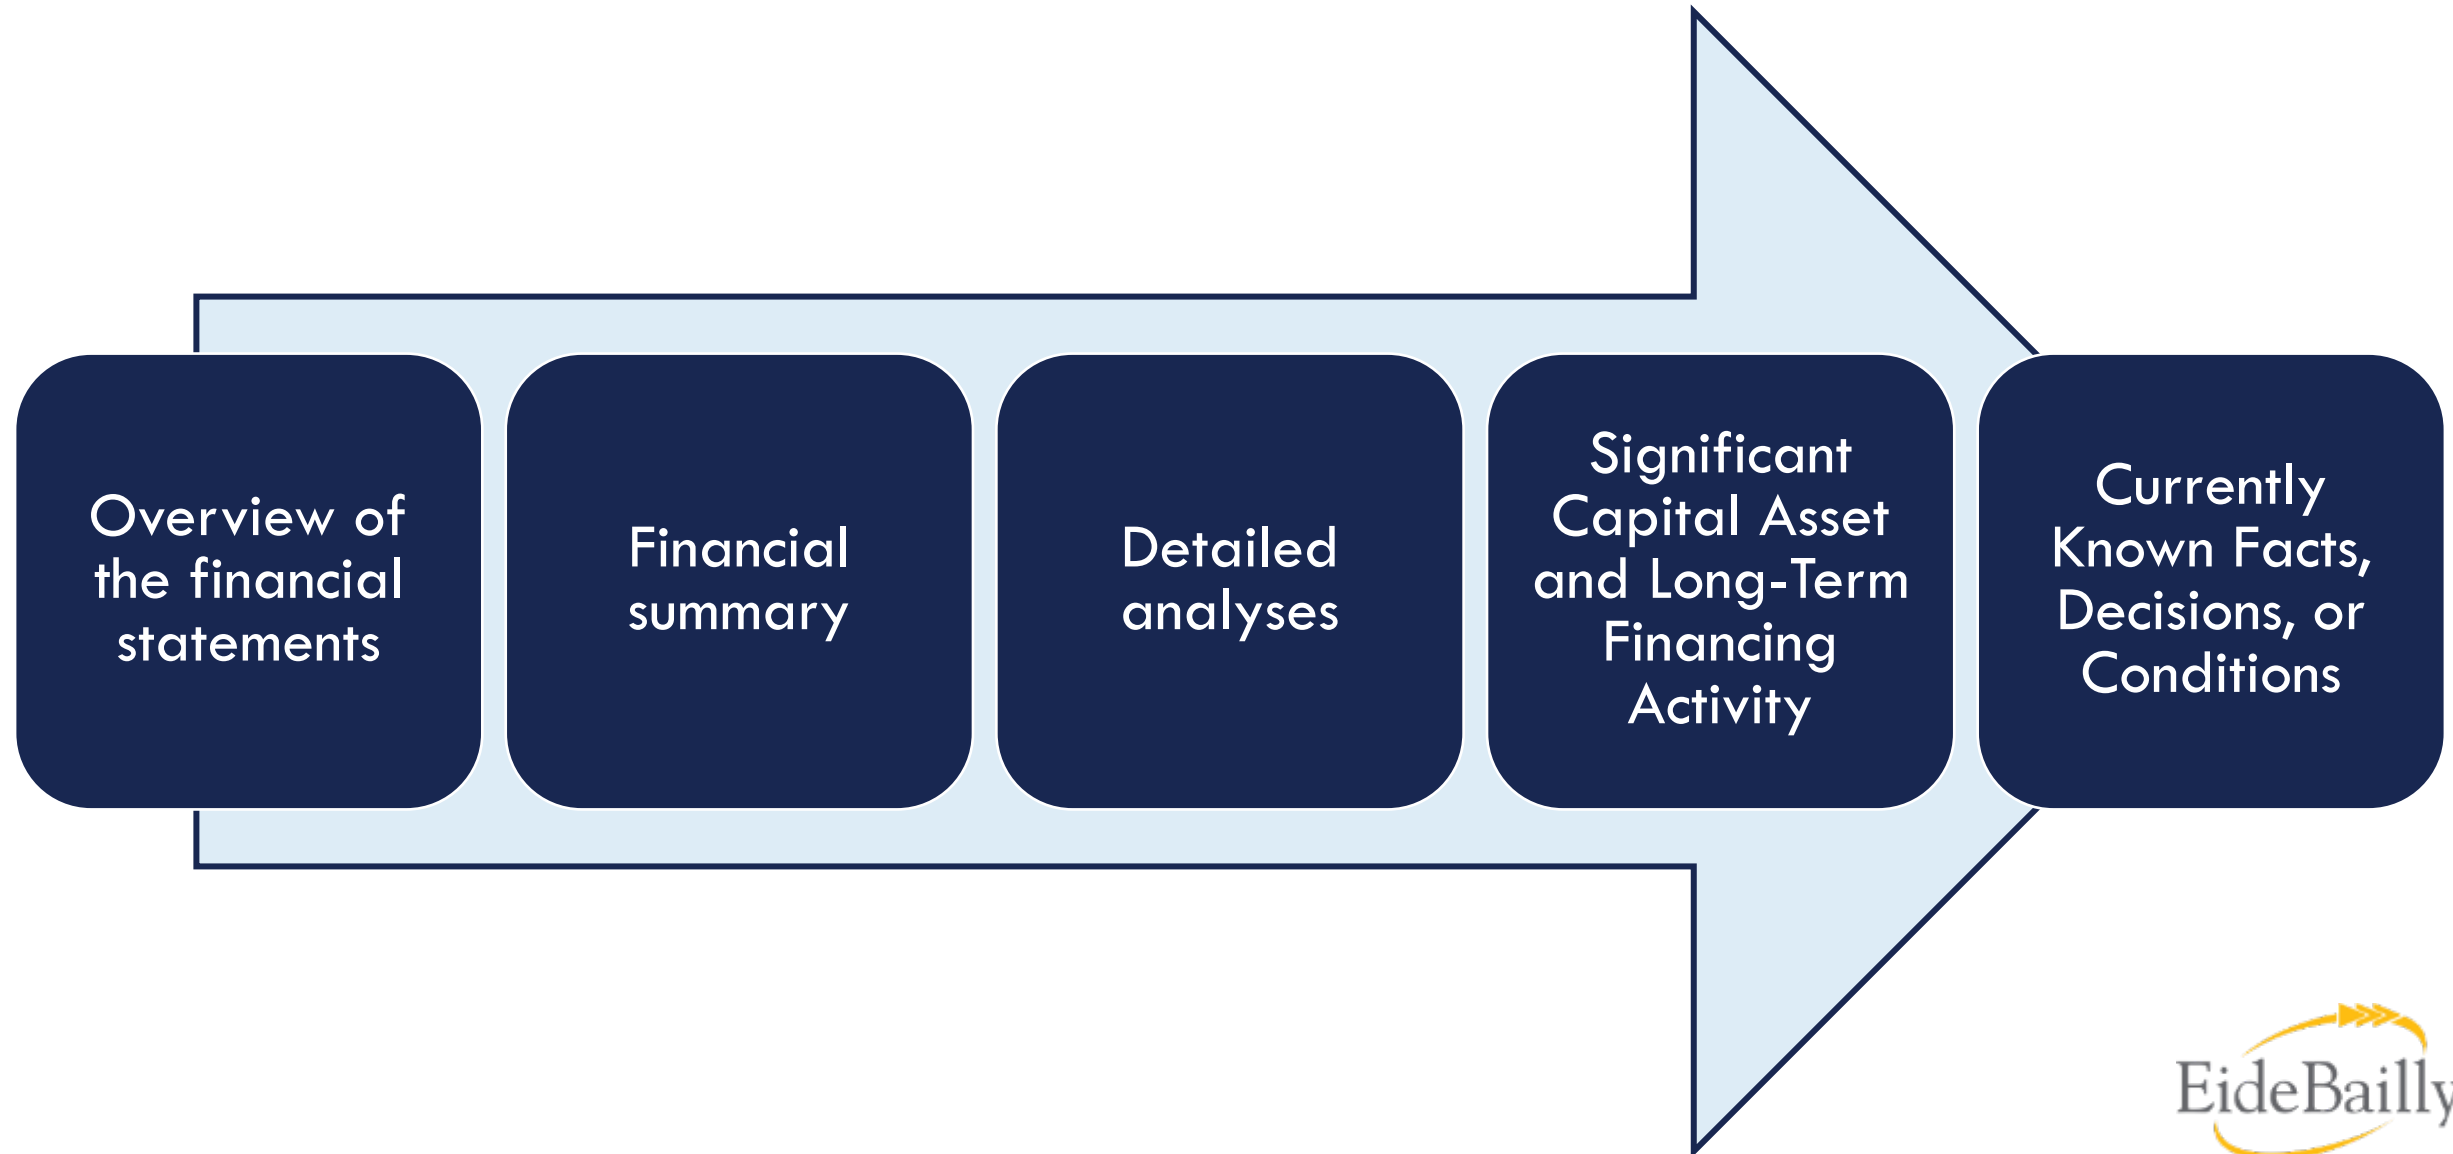 Overview of
the financial
statements
Financial
summary
Detailed
analyses
Significant
Capital Asset
and Long-Term
Financing
Activity
Currently
Known Facts,
Decisions, or
Conditions
EideBailly